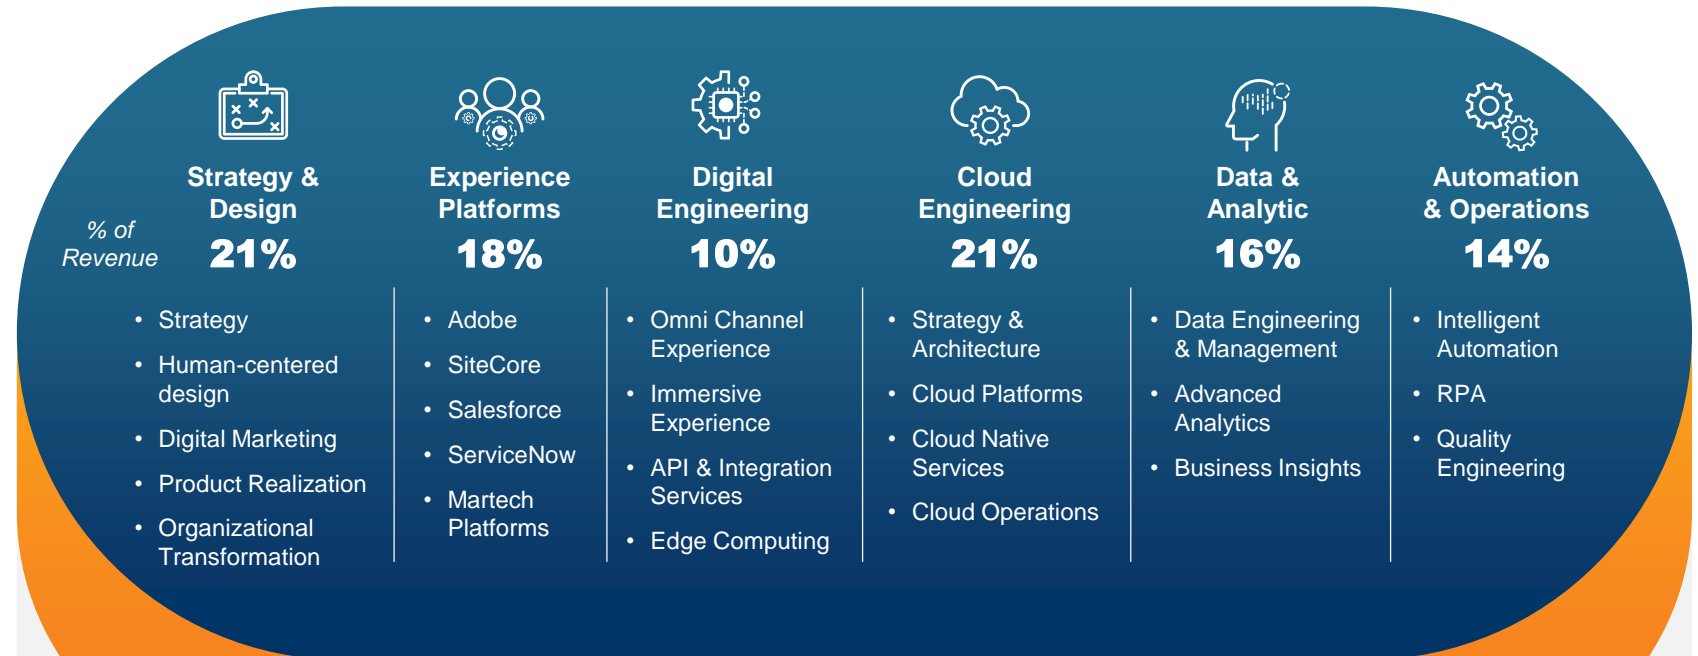 Strategy &
Design
Experience
Platforms
Digital
Engineering
Cloud
Engineering
Data &
Analytic
Automation
& Operations
% of
Revenue
21%
18%
10%
21%
16%
14%
• Strategy
• Human-centered
design
• Digital Marketing
• Product Realization
• Organizational
Transformation
• Adobe
• SiteCore
• Salesforce
• ServiceNow
• Martech
Platforms
• Omni Channel
Experience
• Immersive
Experience
• API & Integration
Services
• Edge Computing
• Strategy &
Architecture
• Cloud Platforms
• Cloud Native
Services
• Cloud Operations
• Data Engineering
& Management
• Advanced
Analytics
• Business Insights
• Intelligent
Automation
• RPA
• Quality
Engineering